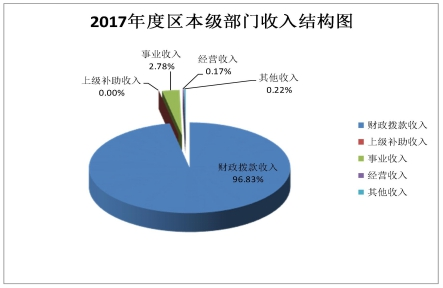 2017年度区本级部门收入结构图
事业收入
2.78%
经营收入
0.17%
上级补助收入
0.00%
其他收入
0.22%
财政拨款收入
96.83%
财政拨款收入
上级补助收入
事业收入
经营收入
其他收入